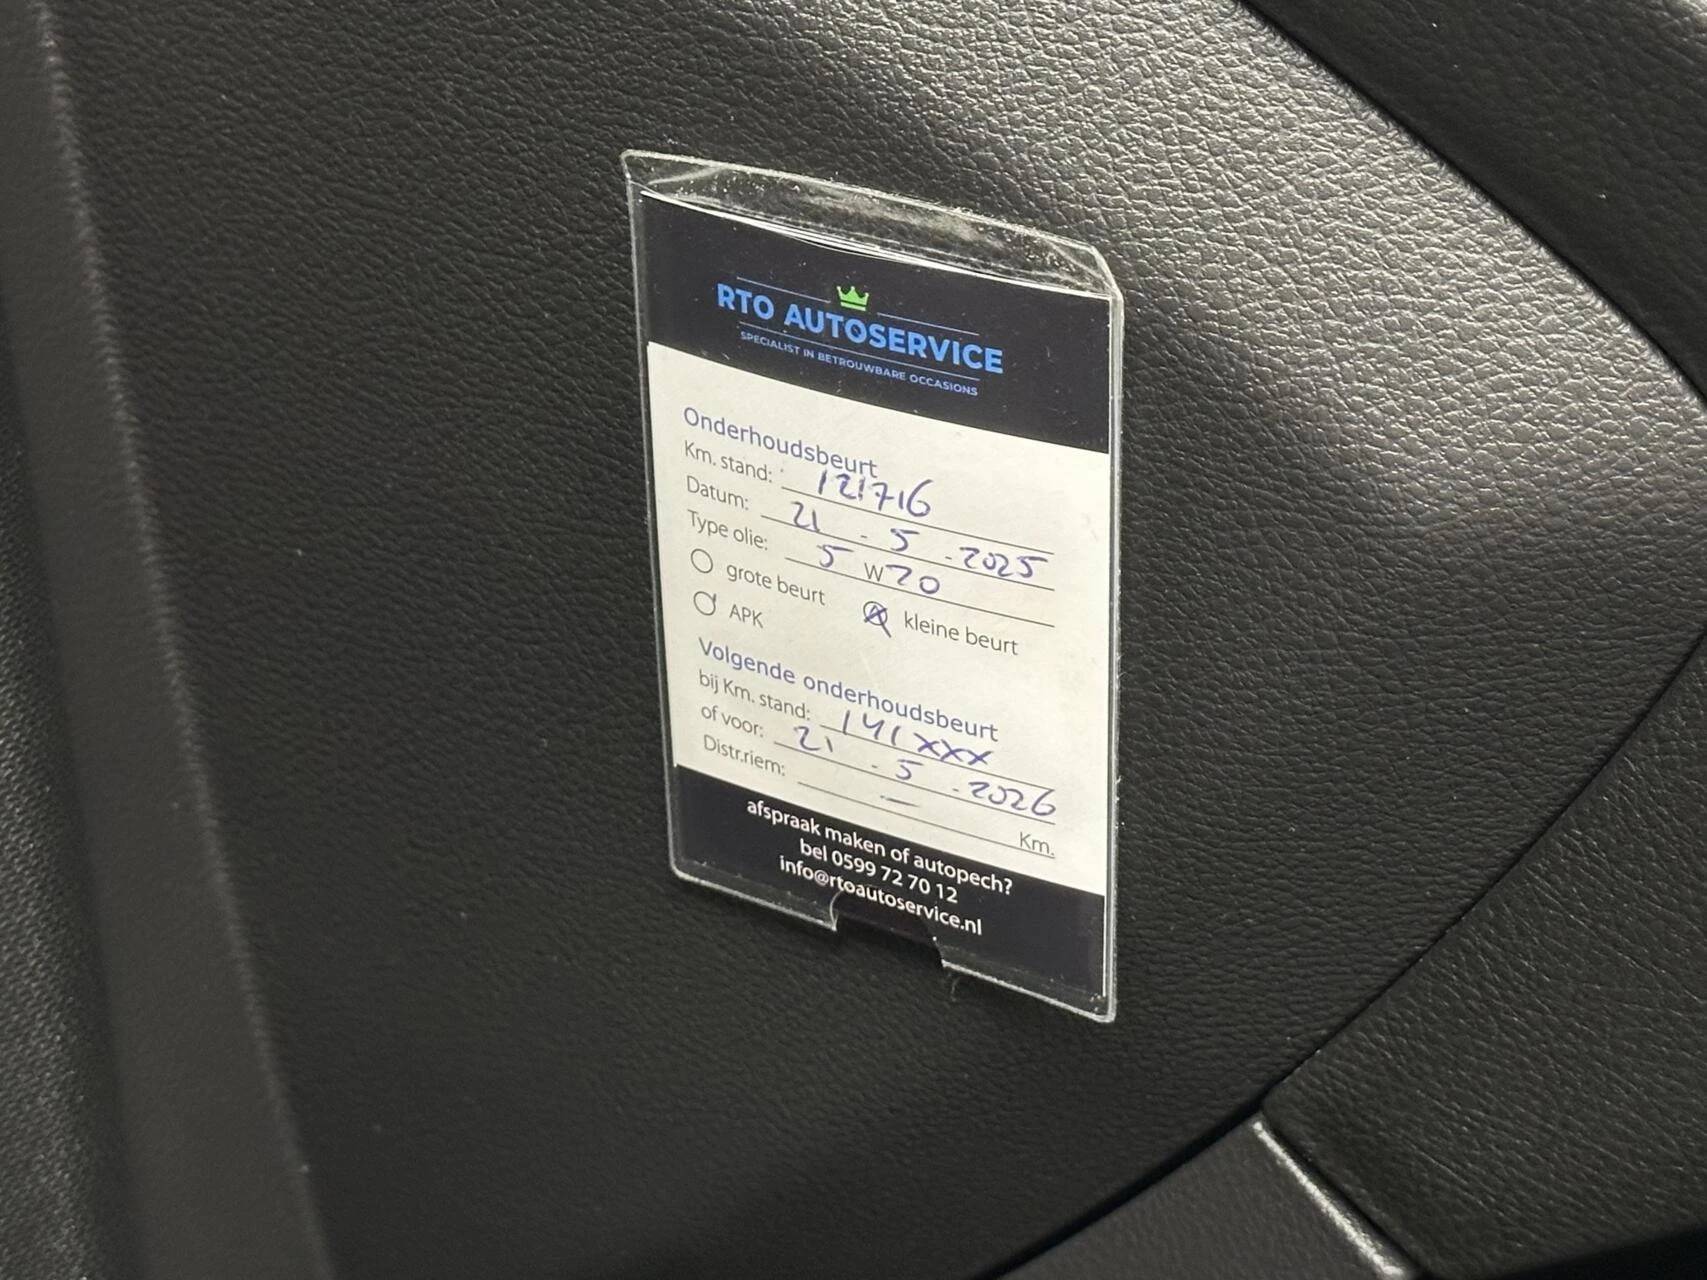 RTO AUTOSERVICE
SPECIALIST IN BETROUWBARE OCCASIONS
Onderhoudsbeurt
Km. stand: 121716
Datum: 21 - 5 - 2025
Type olie: 5 W20
grote beurt kleine beurt
APK
Volgende onderhoudsbeurt
bij Km. stand: 141xxx
of voor: 21 - 5 - 2026
Distr.riem: — Km.
afspraak maken of autopech?
bel 0599 72 70 12
info@rtoautoservice.nl